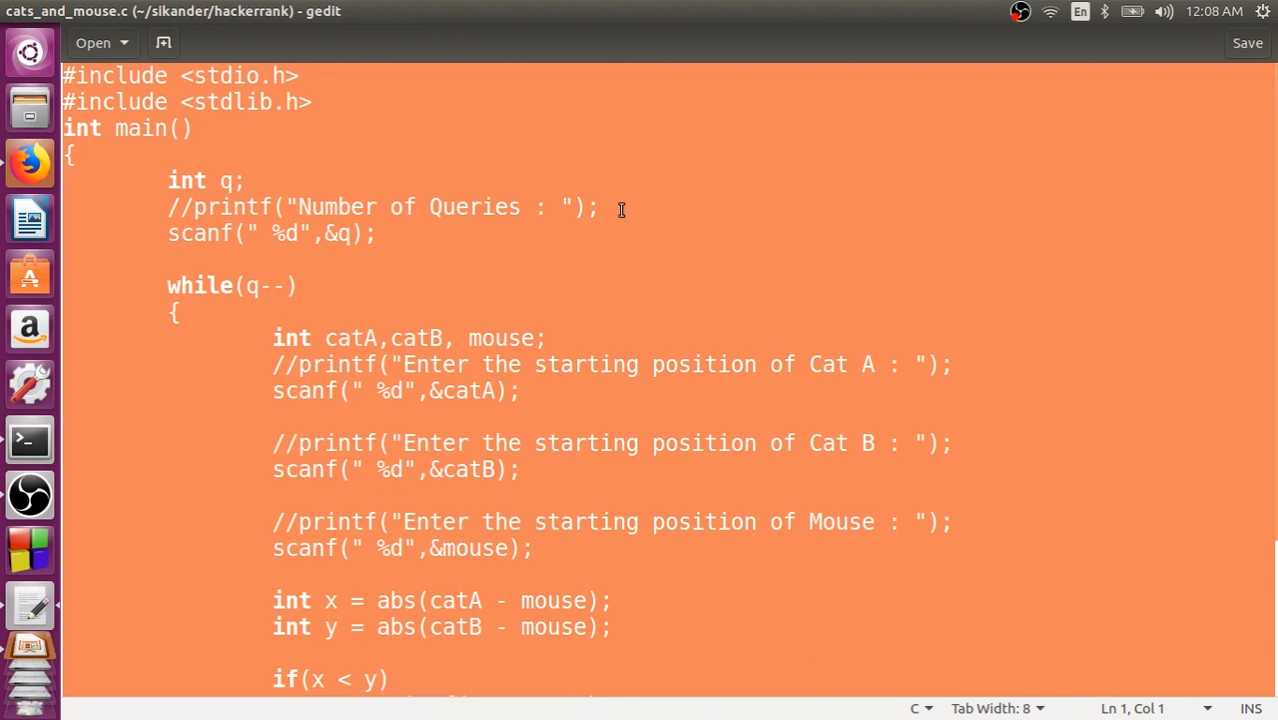 cats_and_mouse.c (~/sikander/hackerrank) - gedit
En
12:08 AM
Open
Save
#include <stdio.h>
#include <stdlib.h>
int main()
{
int q;
//printf("Number of Queries : ");
scanf(" %d",&q);
while(q--)
{
int catA,catB, mouse;
//printf("Enter the starting position of Cat A : ");
scanf(" %d",&catA);
//printf("Enter the starting position of Cat B : ");
scanf(" %d",&catB);
//printf("Enter the starting position of Mouse : ");
scanf(" %d",&mouse);
int x = abs(catA - mouse);
int y = abs(catB - mouse);
if(x < y)
C
Tab Width: 8
Ln 1, Col 1
INS